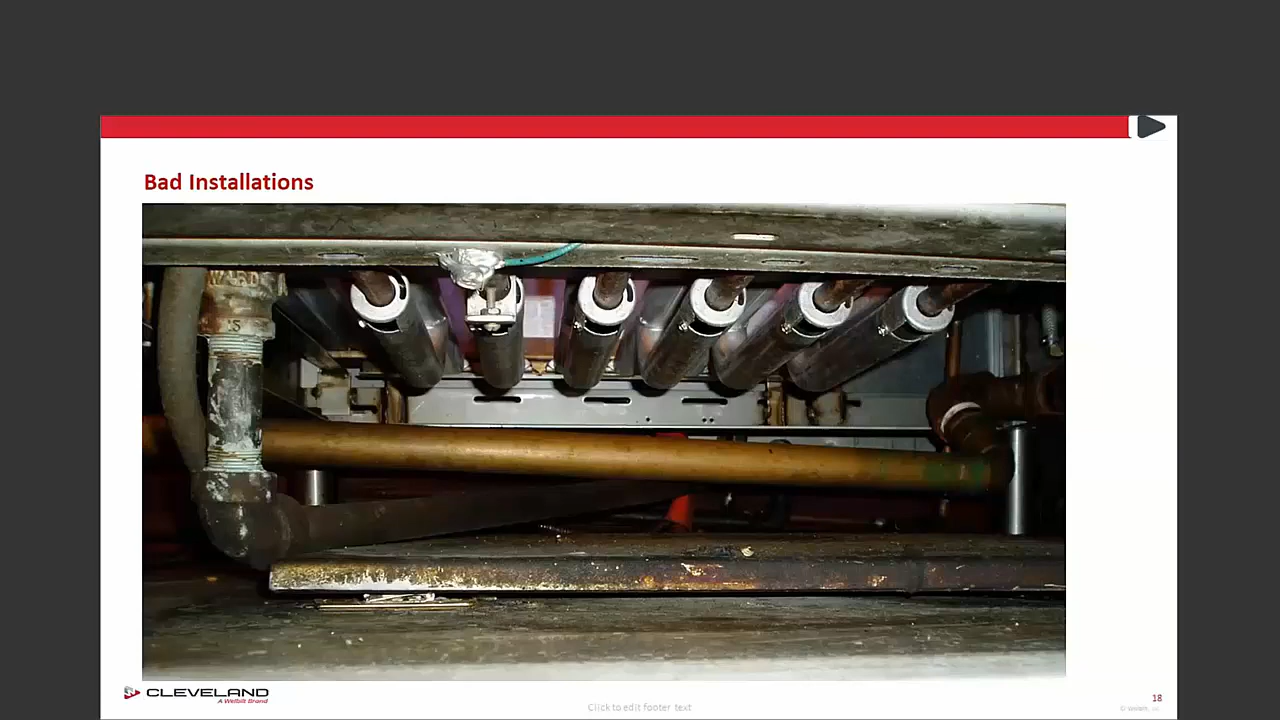 Bad Installations
WARD
CLEVELAND
A Welbilt Brand
Click to edit footer text
18